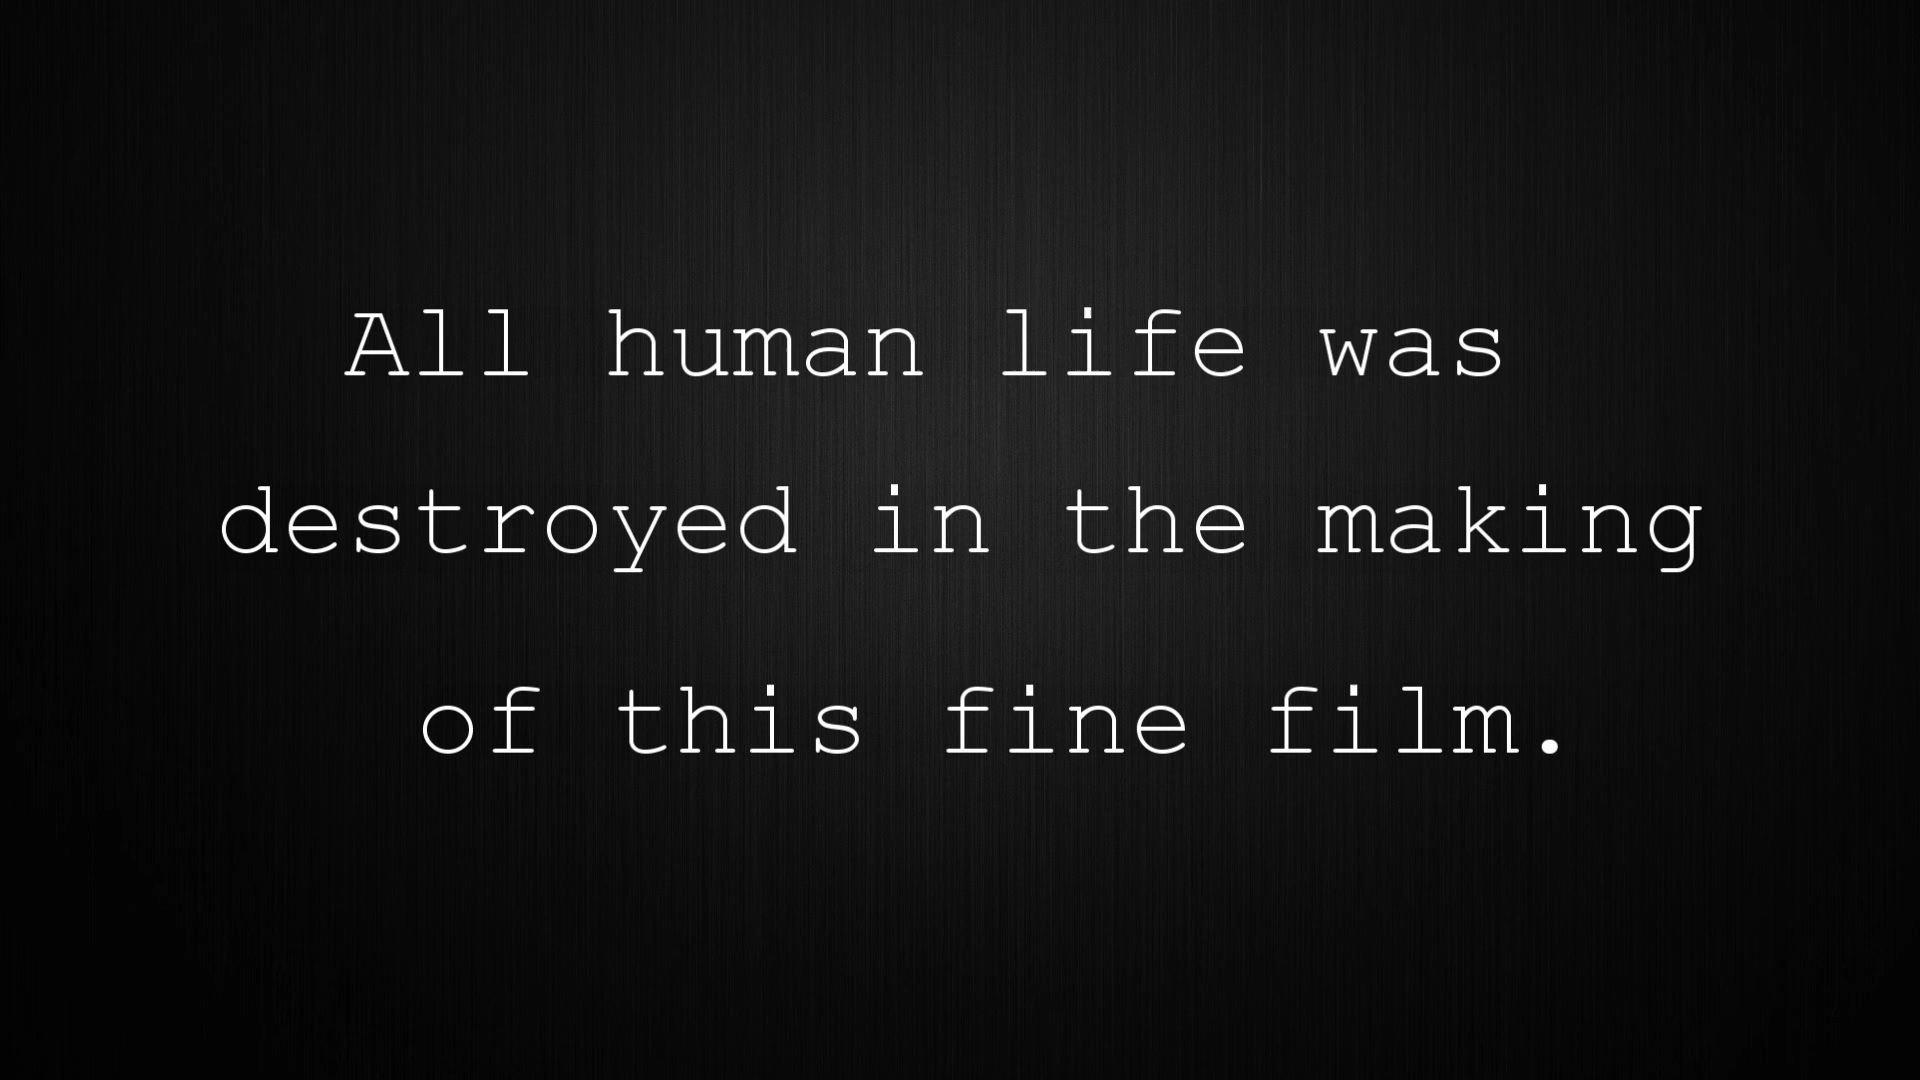 All human life was
destroyed in the making
of this fine film.